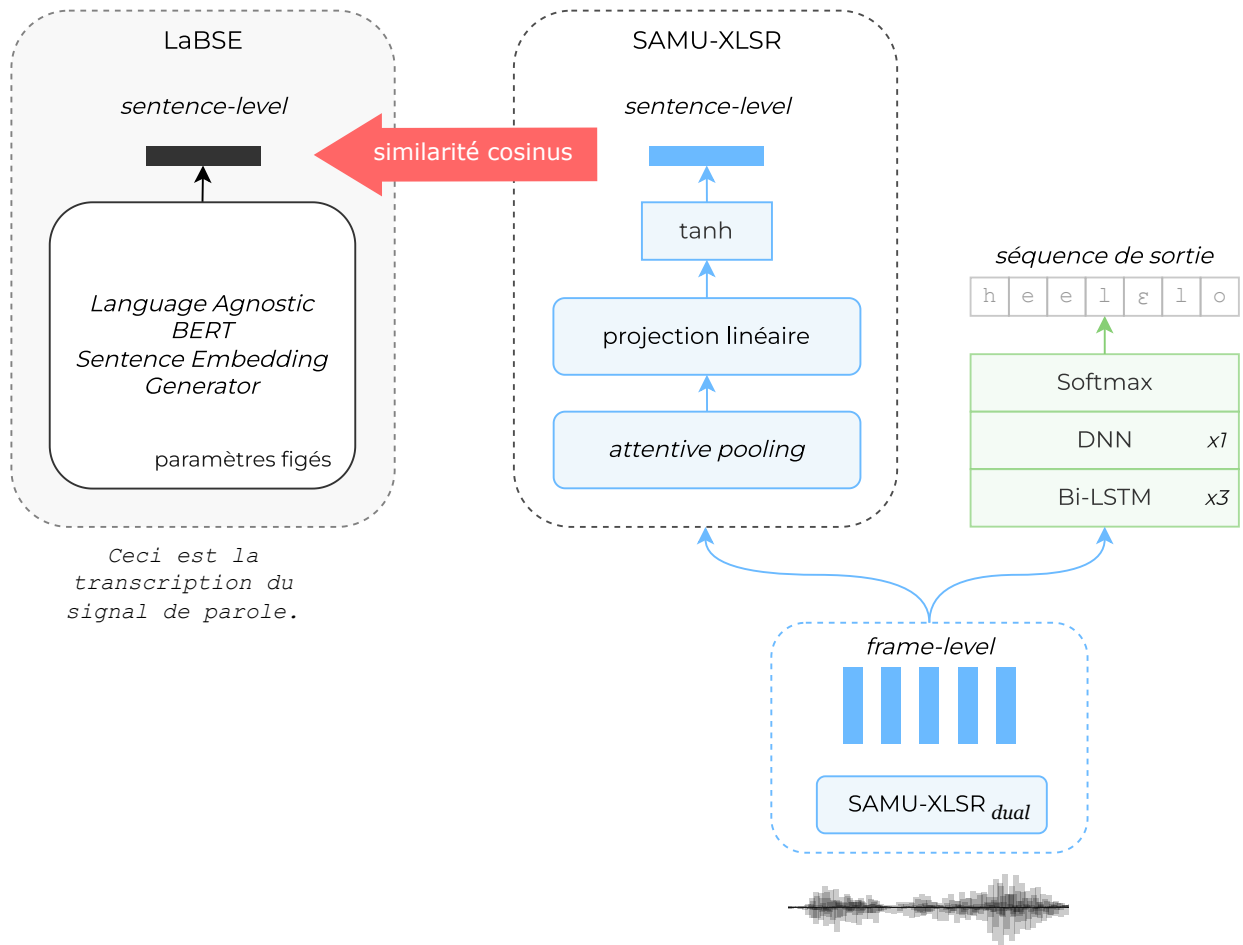 LaBSE
sentence-level
Language Agnostic
BERT
Sentence Embedding
Generator
paramètres figés
Ceci est la
transcription du
signal de parole.
similarité cosinus
SAMU-XLSR
sentence-level
tanh
projection linéaire
attentive pooling
séquence de sortie
h e e l ε l o
Softmax
DNN x1
Bi-LSTM x3
frame-level
SAMU-XLSR dual